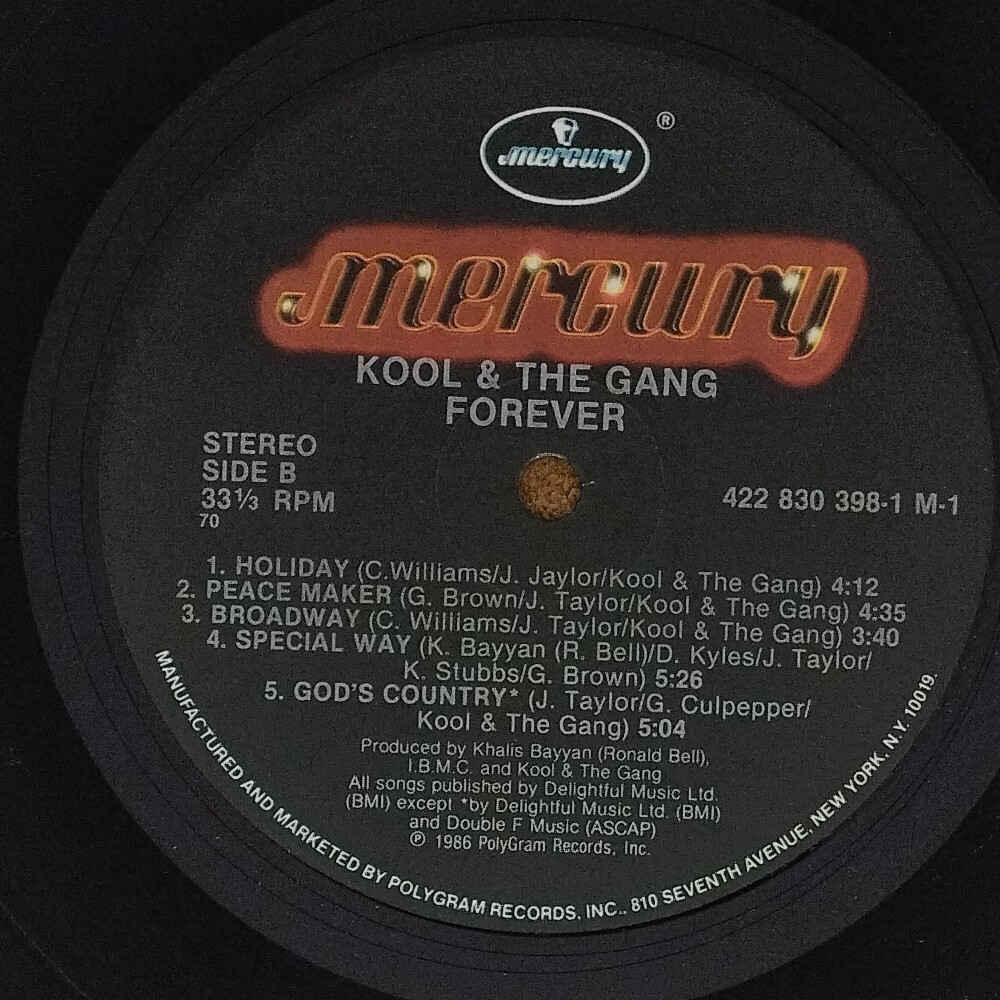 mercury ®
mercury
KOOL & THE GANG
FOREVER
STEREO
SIDE B
33⅓ RPM
70
422 830 398-1 M-1
1. HOLIDAY (C.Williams/J. Jaylor/Kool & The Gang) 4:12
2. PEACE MAKER (G. Brown/J. Taylor/Kool & The Gang) 4:35
3. BROADWAY (C. Williams/J. Taylor/Kool & The Gang) 3:40
4. SPECIAL WAY (K. Bayyan (R. Bell)/D. Kyles/J. Taylor/
K. Stubbs/G. Brown) 5:26
5. GOD'S COUNTRY* (J. Taylor/G. Culpepper/
Kool & The Gang) 5:04
Produced by Khalis Bayyan (Ronald Bell),
I.B.M.C. and Kool & The Gang
All songs published by Delightful Music Ltd.
(BMI) except *by Delightful Music Ltd. (BMI)
and Double F Music (ASCAP)
℗ 1986 PolyGram Records, Inc.
MANUFACTURED AND MARKETED BY POLYGRAM RECORDS, INC., 810 SEVENTH AVENUE, NEW YORK, N.Y. 10019.